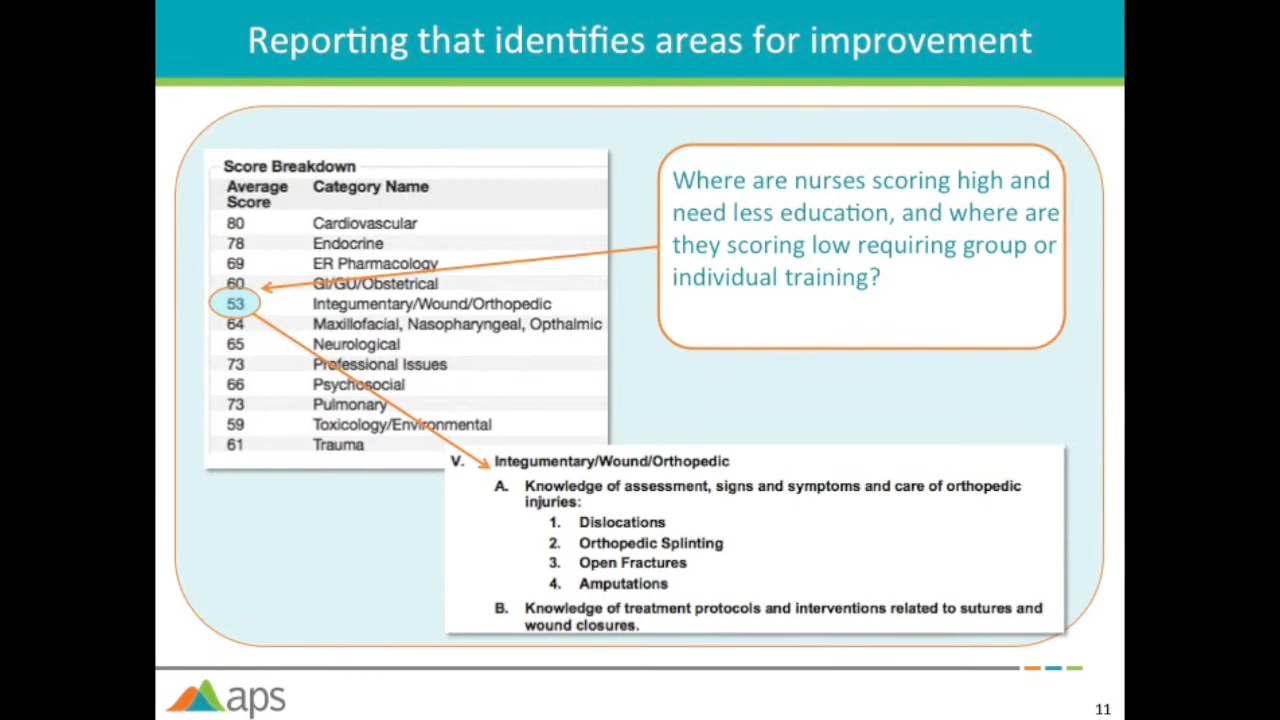 Reporting that identifies areas for improvement
Score Breakdown
Average Score Category Name
80 Cardiovascular
78 Endocrine
69 ER Pharmacology
60 GI/GU/Obstetrical
53 Integumentary/Wound/Orthopedic
64 Maxillofacial, Nasopharyngeal, Opthalmic
65 Neurological
73 Professional Issues
66 Psychosocial
73 Pulmonary
59 Toxicology/Environmental
61 Trauma
Where are nurses scoring high and
need less education, and where are
they scoring low requiring group or
individual training?
V. Integumentary/Wound/Orthopedic
A. Knowledge of assessment, signs and symptoms and care of orthopedic
injuries:
1. Dislocations
2. Orthopedic Splinting
3. Open Fractures
4. Amputations
B. Knowledge of treatment protocols and interventions related to sutures and
wound closures.
aps
11